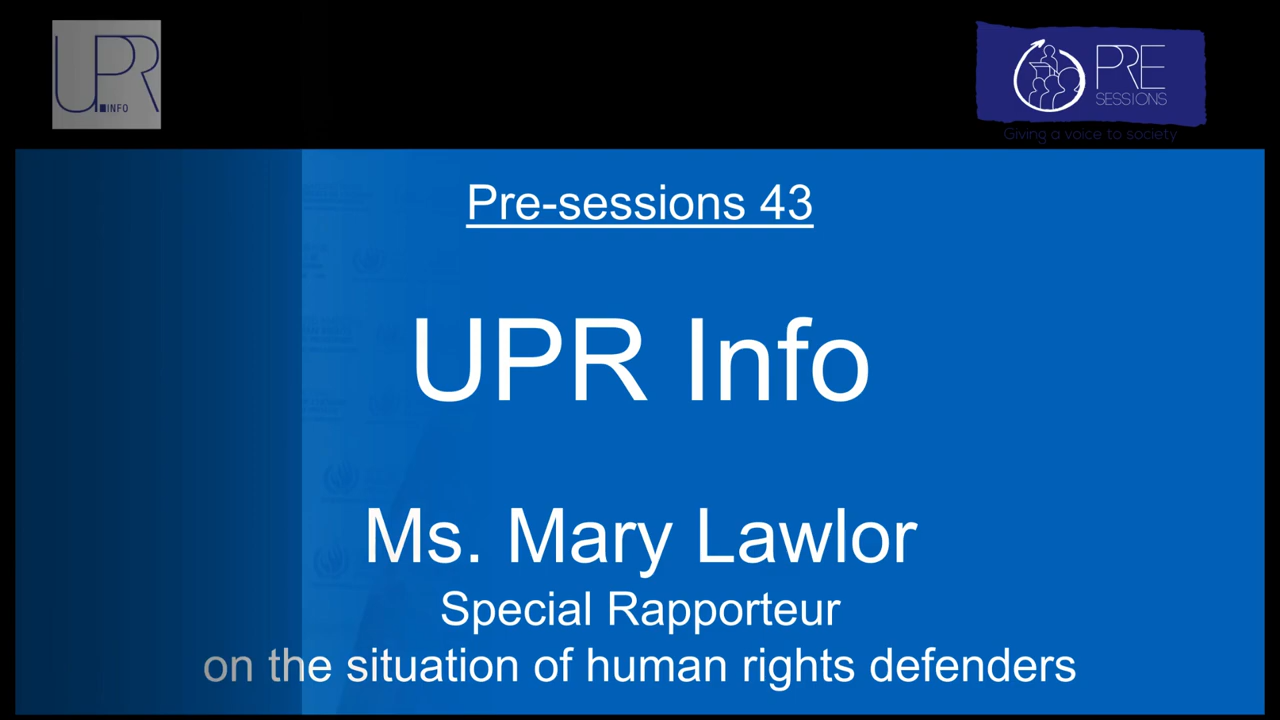 UPR
.INFO
PRE
SESSIONS
Giving a voice to society
Pre-sessions 43
UPR Info
Ms. Mary Lawlor
Special Rapporteur
on the situation of human rights defenders